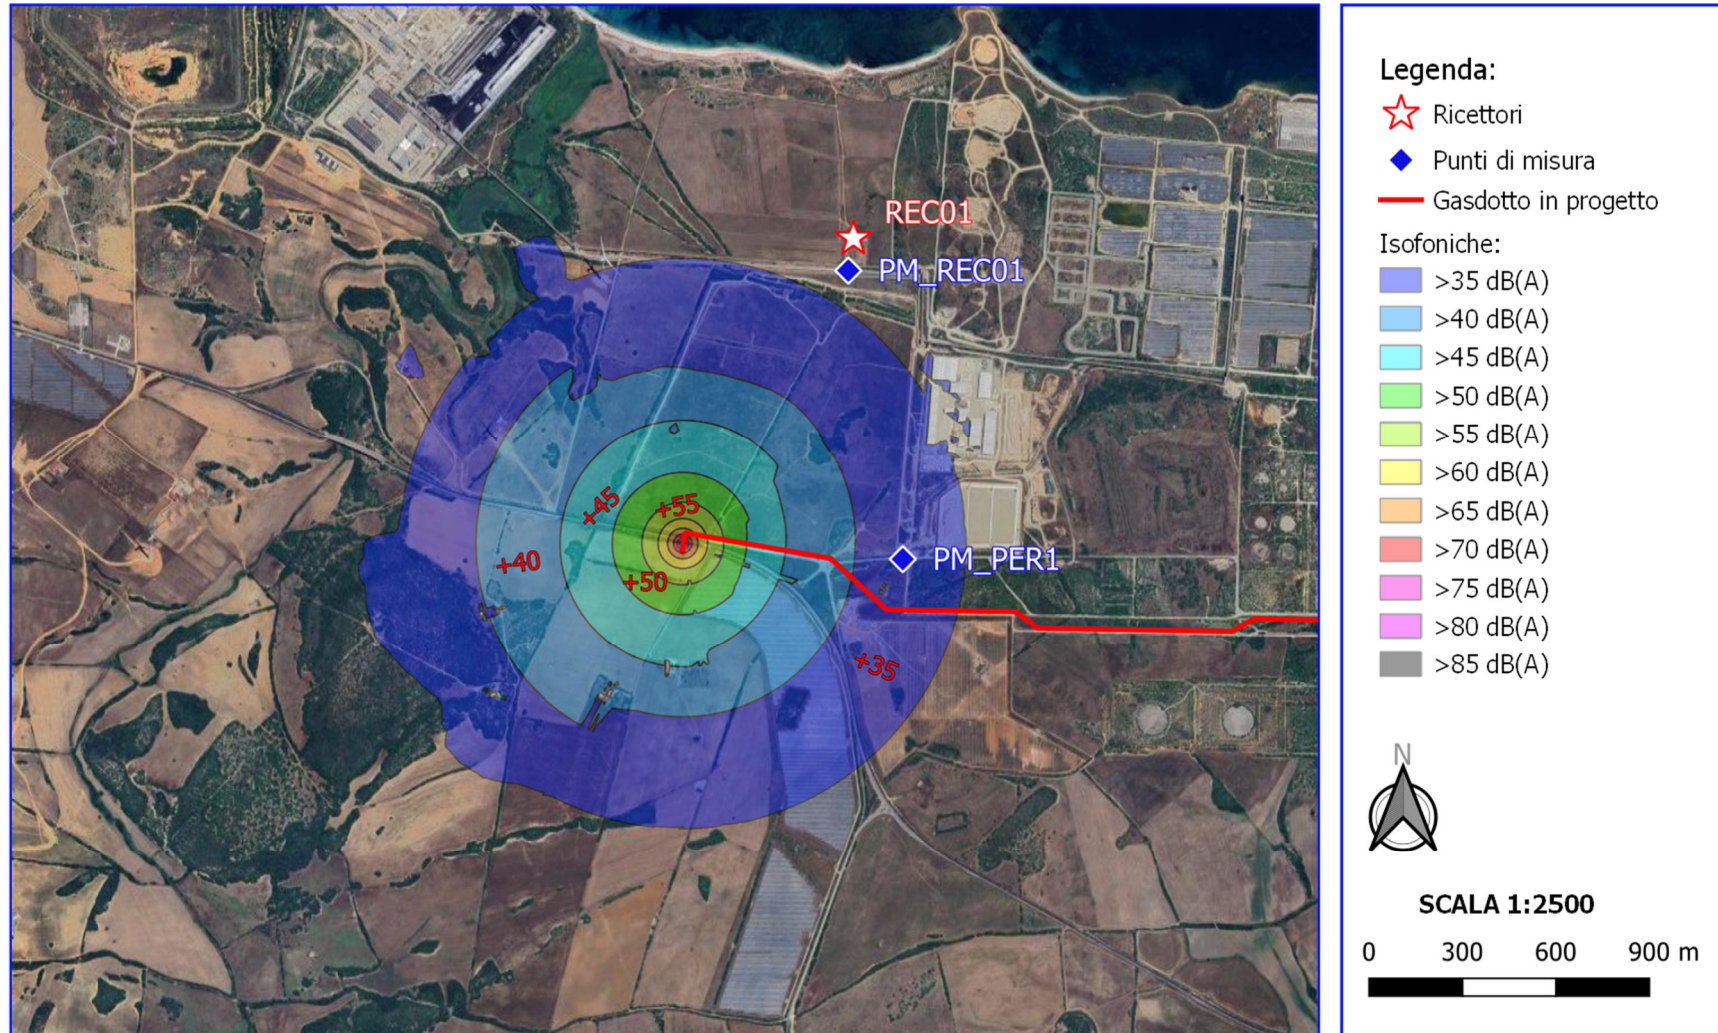 REC01
PM_REC01
+45
+55
+40
+50
PM_PER1
+35
Legenda:
Ricettori
Punti di misura
Gasdotto in progetto
Isofoniche:
>35 dB(A)
>40 dB(A)
>45 dB(A)
>50 dB(A)
>55 dB(A)
>60 dB(A)
>65 dB(A)
>70 dB(A)
>75 dB(A)
>80 dB(A)
>85 dB(A)
N
SCALA 1:2500
0 300 600 900 m